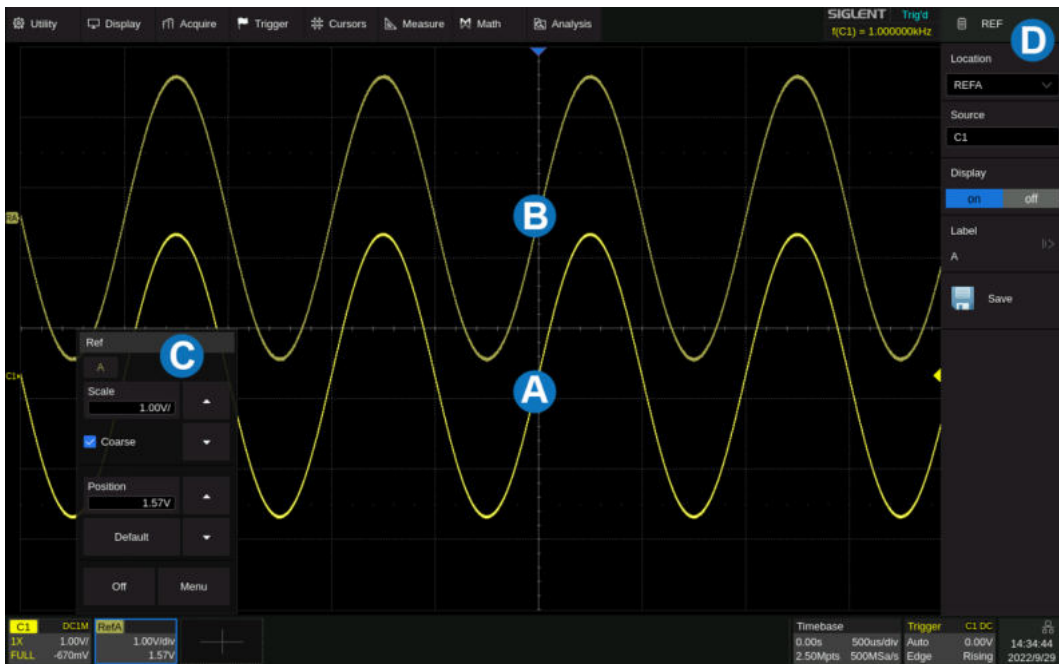 Utility
Display
Acquire
Trigger
Cursors
Measure
Math
Analysis
SIGLENT Trig'd
f(C1) = 1.000000kHz
REF
D
Location
REFA
Source
C1
Display
on off
Label
A
Save
RA
B
C1
A
Ref
C
A
Scale
1.00V/
Coarse
Position
1.57V
Default
Off Menu
C1 DC1M
1X 1.00V/
FULL -670mV
RefA
1.00V/div
1.57V
Timebase
0.00s 500us/div
2.50Mpts 500MSa/s
Trigger C1 DC
Auto 0.00V
Edge Rising
14:34:44
2022/9/29